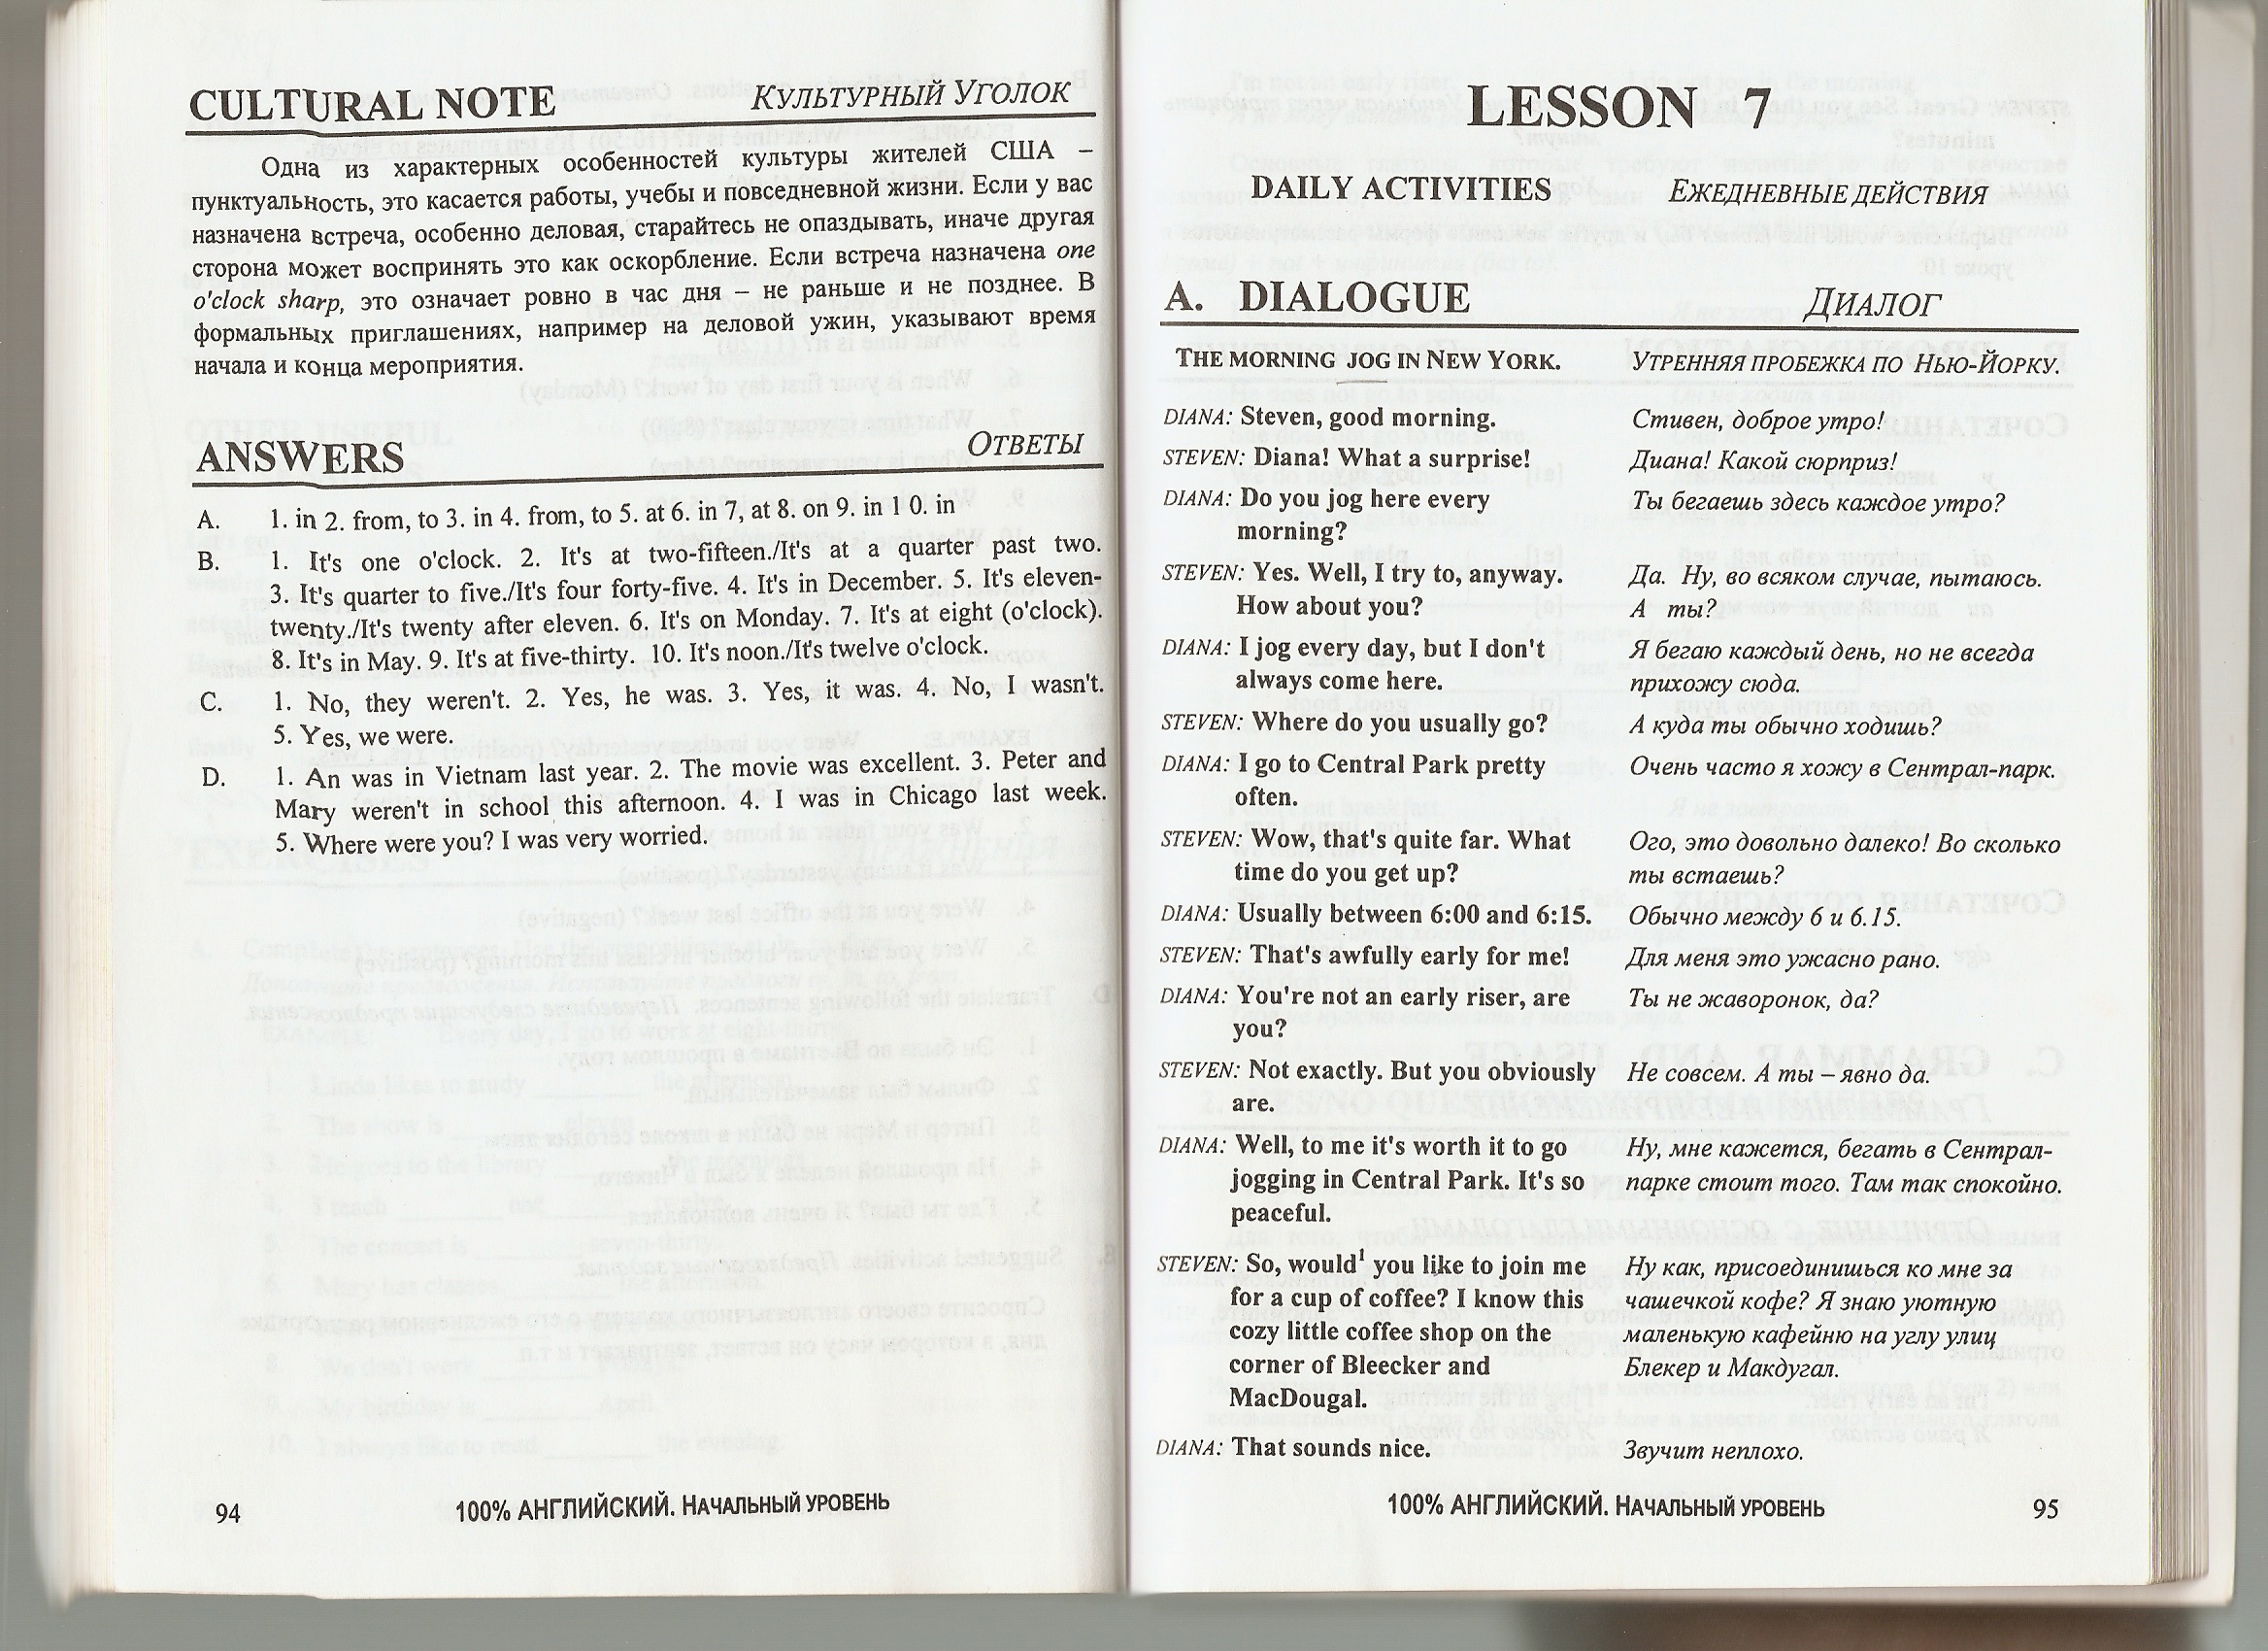 CULTURAL NOTE КУЛЬТУРНЫЙ УГОЛОК
Одна из характерных особенностей культуры жителей США –
пунктуальность, это касается работы, учебы и повседневной жизни. Если у вас
назначена встреча, особенно деловая, старайтесь не опаздывать, иначе другая
сторона может воспринять это как оскорбление. Если встреча назначена one
o'clock sharp, это означает ровно в час дня – не раньше и не позднее. В
формальных приглашениях, например на деловой ужин, указывают время
начала и конца мероприятия.
ANSWERS ОТВЕТЫ
A. 1. in 2. from, to 3. in 4. from, to 5. at 6. in 7, at 8. on 9. in 1 0. in
B. 1. It's one o'clock. 2. It's at two-fifteen./It's at a quarter past two.
3. It's quarter to five./It's four forty-five. 4. It's in December. 5. It's eleven-
twenty./It's twenty after eleven. 6. It's on Monday. 7. It's at eight (o'clock).
8. It's in May. 9. It's at five-thirty. 10. It's noon./It's twelve o'clock.
C. 1. No, they weren't. 2. Yes, he was. 3. Yes, it was. 4. No, I wasn't.
5. Yes, we were.
D. 1. An was in Vietnam last year. 2. The movie was excellent. 3. Peter and
Mary weren't in school this afternoon. 4. I was in Chicago last week.
5. Where were you? I was very worried.
94 100% АНГЛИЙСКИЙ. НАЧАЛЬНЫЙ УРОВЕНЬ
LESSON 7
DAILY ACTIVITIES ЕЖЕДНЕВНЫЕ ДЕЙСТВИЯ
A. DIALOGUE ДИАЛОГ
THE MORNING JOG IN NEW YORK. УТРЕННЯЯ ПРОБЕЖКА ПО НЬЮ-ЙОРКУ.
DIANA: Steven, good morning. Стивен, доброе утро!
STEVEN: Diana! What a surprise! Диана! Какой сюрприз!
DIANA: Do you jog here every Ты бегаешь здесь каждое утро?
morning?
STEVEN: Yes. Well, I try to, anyway. Да. Ну, во всяком случае, пытаюсь.
How about you? А ты?
DIANA: I jog every day, but I don't Я бегаю каждый день, но не всегда
always come here. прихожу сюда.
STEVEN: Where do you usually go? А куда ты обычно ходишь?
DIANA: I go to Central Park pretty Очень часто я хожу в Сентрал-парк.
often.
STEVEN: Wow, that's quite far. What Ого, это довольно далеко! Во сколько
time do you get up? ты встаешь?
DIANA: Usually between 6:00 and 6:15. Обычно между 6 и 6.15.
STEVEN: That's awfully early for me! Для меня это ужасно рано.
DIANA: You're not an early riser, are Ты не жаворонок, да?
you?
STEVEN: Not exactly. But you obviously Не совсем. А ты – явно да.
are.
DIANA: Well, to me it's worth it to go Ну, мне кажется, бегать в Сентрал-
jogging in Central Park. It's so парке стоит того. Там так спокойно.
peaceful.
STEVEN: So, would¹ you like to join me Ну как, присоединишься ко мне за
for a cup of coffee? I know this чашечкой кофе? Я знаю уютную
cozy little coffee shop on the маленькую кафейню на углу улиц
corner of Bleecker and Блекер и Макдугал.
MacDougal.
DIANA: That sounds nice. Звучит неплохо.
100% АНГЛИЙСКИЙ. НАЧАЛЬНЫЙ УРОВЕНЬ 95